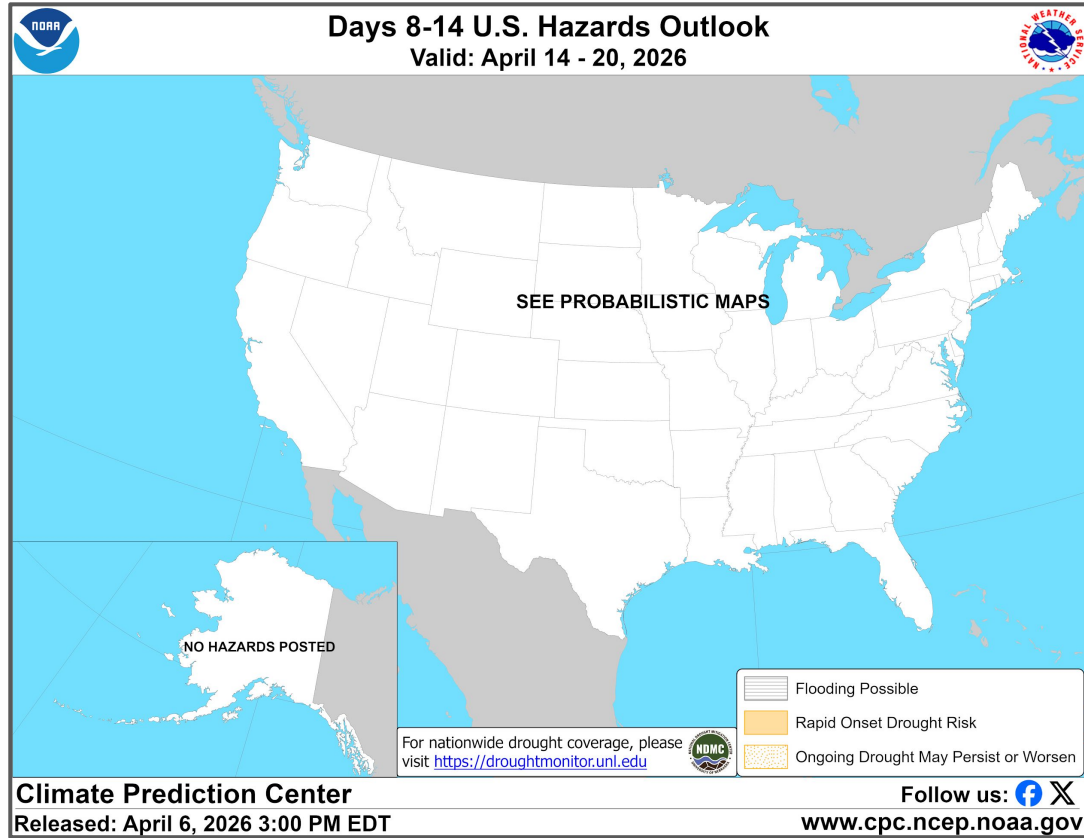 NOAA
Days 8-14 U.S. Hazards Outlook
Valid: April 14 - 20, 2026
NATIONAL WEATHER SERVICE
SEE PROBABILISTIC MAPS
NO HAZARDS POSTED
Flooding Possible
Rapid Onset Drought Risk
Ongoing Drought May Persist or Worsen
For nationwide drought coverage, please
visit https://droughtmonitor.unl.edu
NDMC
Climate Prediction Center
Follow us:
Released: April 6, 2026 3:00 PM EDT
www.cpc.ncep.noaa.gov